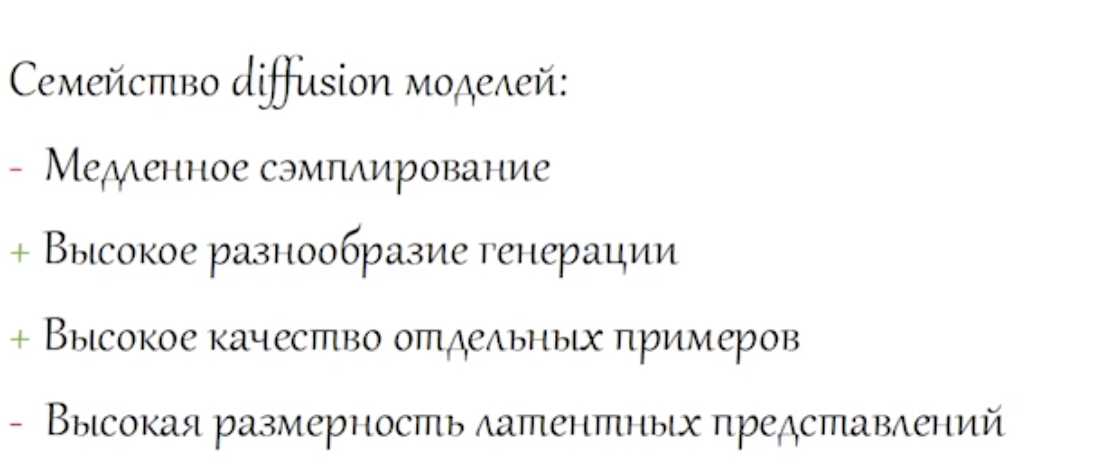 Семейство diffusion моделей:
- Медленное сэмплирование
+ Высокое разнообразие генерации
+ Высокое качество отдельных примеров
- Высокая размерность латентных представлений